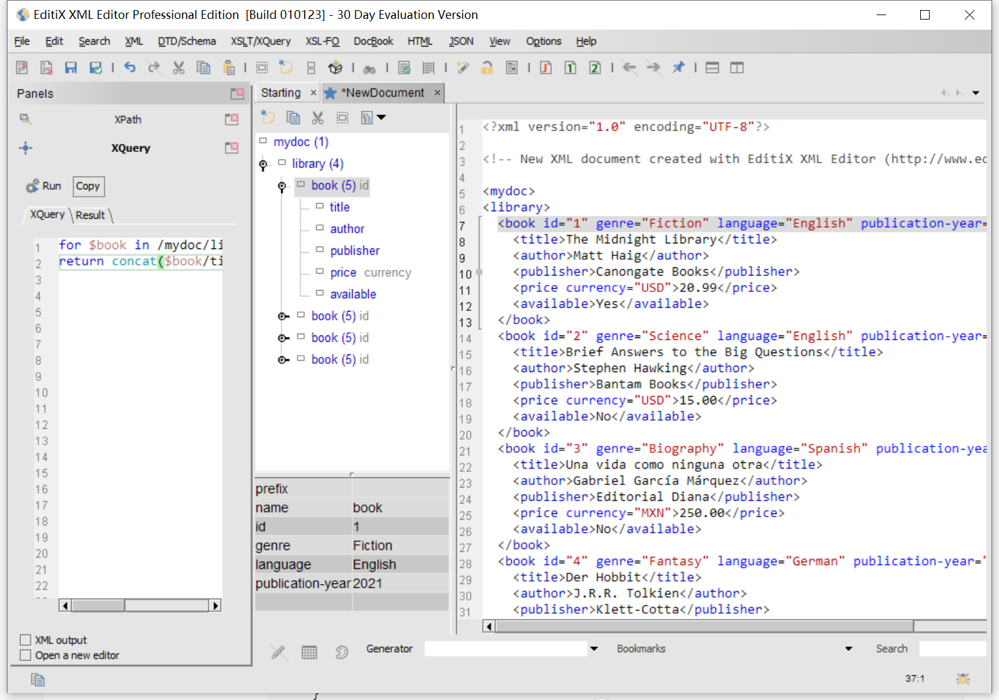 EditiX XML Editor Professional Edition  [Build 010123] - 30 Day Evaluation Version
File Edit Search XML DTD/Schema XSLT/XQuery XSL-FO DocBook HTML JSON View Options Help
J 1 2
Panels
XPath
XQuery
Run Copy
XQuery Result
1 for $book in /mydoc/li
2 return concat($book/ti
3
4
5
6
7
8
9
10
11
12
13
14
15
16
17
18
19
20
21
22
XML output
Open a new editor
Starting × *NewDocument ×
mydoc (1)
library (4)
book (5) id
title
author
publisher
price currency
available
book (5) id
book (5) id
book (5) id
prefix
name book
id 1
genre Fiction
language English
publication-year 2021
1 <?xml version="1.0" encoding="UTF-8"?>
2
3 <!-- New XML document created with EditiX XML Editor (http://www.ed
4
5 <mydoc>
6 <library>
7 <book id="1" genre="Fiction" language="English" publication-year=
8 <title>The Midnight Library</title>
9 <author>Matt Haig</author>
10 <publisher>Canongate Books</publisher>
11 <price currency="USD">20.99</price>
12 <available>Yes</available>
13 </book>
14 <book id="2" genre="Science" language="English" publication-year=
15 <title>Brief Answers to the Big Questions</title>
16 <author>Stephen Hawking</author>
17 <publisher>Bantam Books</publisher>
18 <price currency="USD">15.00</price>
19 <available>No</available>
20 </book>
21 <book id="3" genre="Biography" language="Spanish" publication-yea
22 <title>Una vida como ninguna otra</title>
23 <author>Gabriel García Márquez</author>
24 <publisher>Editorial Diana</publisher>
25 <price currency="MXN">250.00</price>
26 <available>No</available>
27 </book>
28 <book id="4" genre="Fantasy" language="German" publication-year="
29 <title>Der Hobbit</title>
30 <author>J.R.R. Tolkien</author>
31 <publisher>Klett-Cotta</publisher>
Generator Bookmarks Search
37:1